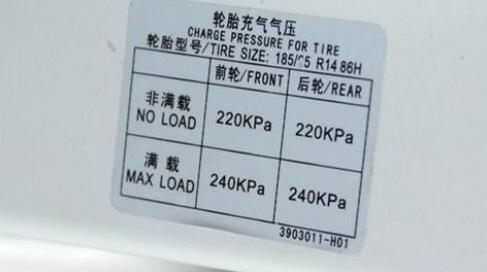 轮胎充气气压
CHARGE PRESSURE FOR TIRE
轮胎型号/TIRE SIZE: R14 86H
前轮/FRONT 后轮/REAR
非满载
NO LOAD 220KPa 220KPa
满载
MAX LOAD 240KPa 240KPa
3903011-H01